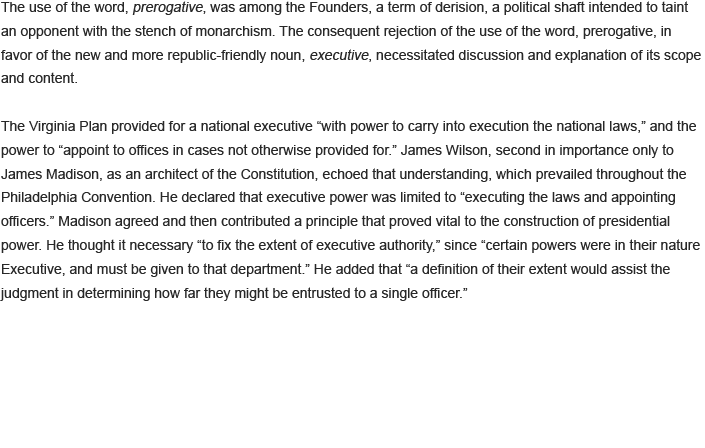 The use of the word, prerogative, was among the Founders, a term of derision, a political shaft intended to taint
an opponent with the stench of monarchism. The consequent rejection of the use of the word, prerogative, in
favor of the new and more republic-friendly noun, executive, necessitated discussion and explanation of its scope
and content.
The Virginia Plan provided for a national executive “with power to carry into execution the national laws,” and the
power to “appoint to offices in cases not otherwise provided for.” James Wilson, second in importance only to
James Madison, as an architect of the Constitution, echoed that understanding, which prevailed throughout the
Philadelphia Convention. He declared that executive power was limited to “executing the laws and appointing
officers.” Madison agreed and then contributed a principle that proved vital to the construction of presidential
power. He thought it necessary “to fix the extent of executive authority,” since “certain powers were in their nature
Executive, and must be given to that department.” He added that “a definition of their extent would assist the
judgment in determining how far they might be entrusted to a single officer.”